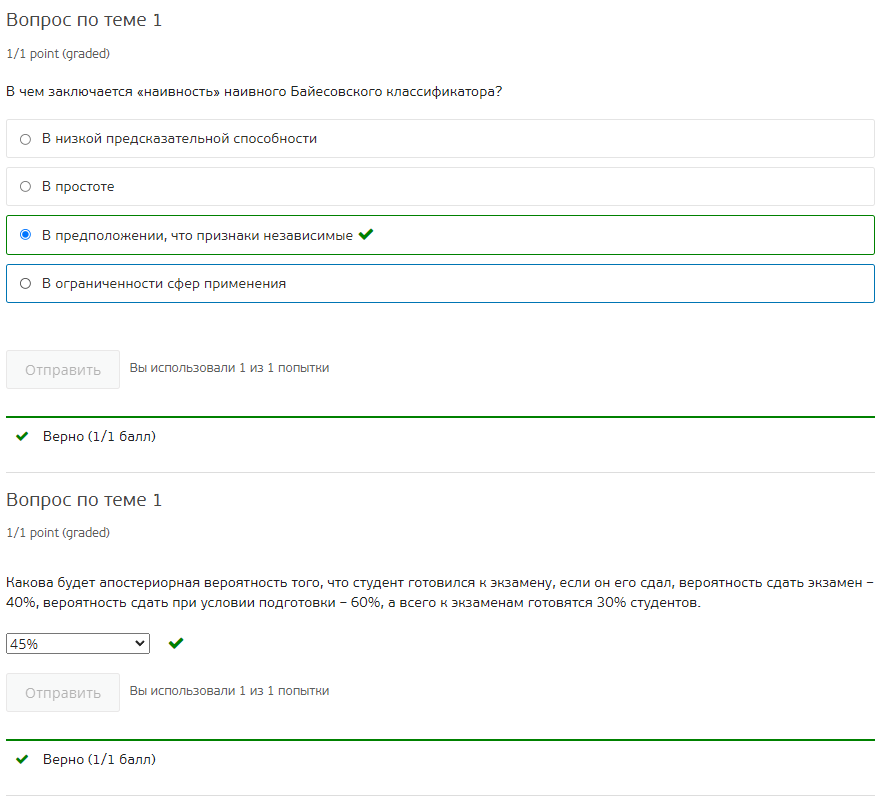 Вопрос по теме 1
1/1 point (graded)
В чем заключается «наивность» наивного Байесовского классификатора?
В низкой предсказательной способности
В простоте
В предположении, что признаки независимые
В ограниченности сфер применения
Отправить
Вы использовали 1 из 1 попытки
Верно (1/1 балл)
Вопрос по теме 1
1/1 point (graded)
Какова будет апостериорная вероятность того, что студент готовился к экзамену, если он его сдал, вероятность сдать экзамен –
40%, вероятность сдать при условии подготовки – 60%, а всего к экзаменам готовятся 30% студентов.
45%
Отправить
Вы использовали 1 из 1 попытки
Верно (1/1 балл)